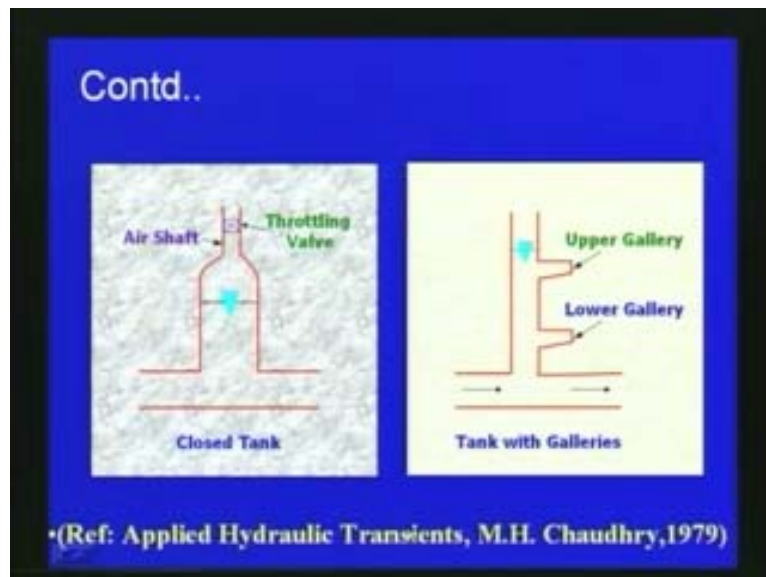 Contd..
Air Shaft
Throttling
Valve
Closed Tank
Upper Gallery
Lower Gallery
Tank with Galleries
•(Ref: Applied Hydraulic Transients, M.H. Chaudhry,1979)